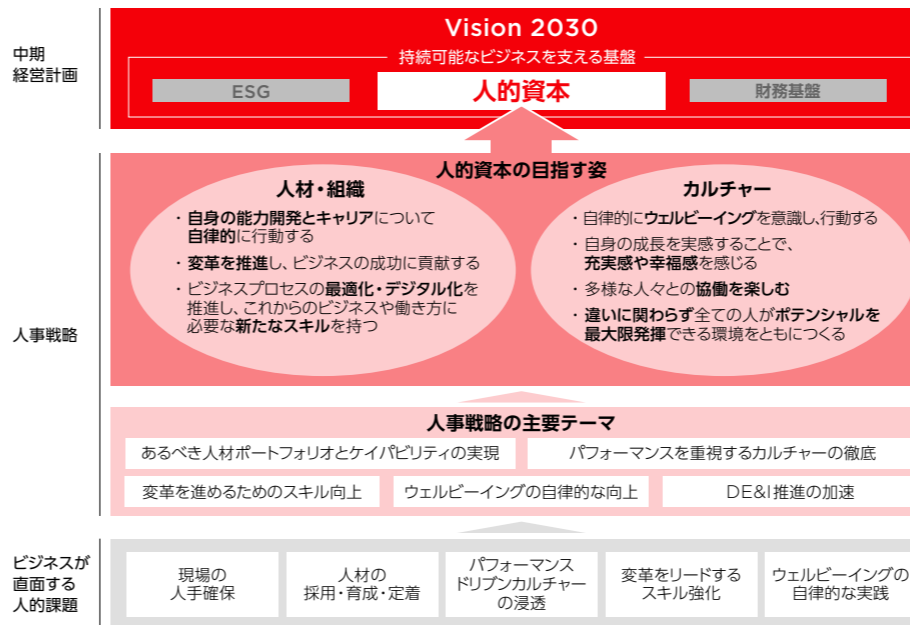 中期
経営計画
Vision 2030
持続可能なビジネスを支える基盤
ESG
人的資本
財務基盤
人事戦略
人的資本の目指す姿
人材・組織
・自身の能力開発とキャリアについて
自律的に行動する
・変革を推進し、ビジネスの成功に貢献する
・ビジネスプロセスの最適化・デジタル化を
推進し、これからのビジネスや働き方に
必要な新たなスキルを持つ
カルチャー
・自律的にウェルビーイングを意識し、行動する
・自身の成長を実感することで、
充実感や幸福感を感じる
・多様な人々との協働を楽しむ
・違いに関わらず全ての人がポテンシャルを
最大限発揮できる環境をともにつくる
人事戦略の主要テーマ
あるべき人材ポートフォリオとケイパビリティの実現
パフォーマンスを重視するカルチャーの徹底
変革を進めるためのスキル向上
ウェルビーイングの自律的な向上
DE&I推進の加速
ビジネスが
直面する
人的課題
現場の
人手確保
人材の
採用・育成・定着
パフォーマンス
ドリブンカルチャー
の浸透
変革をリードする
スキル強化
ウェルビーイングの
自律的な実践